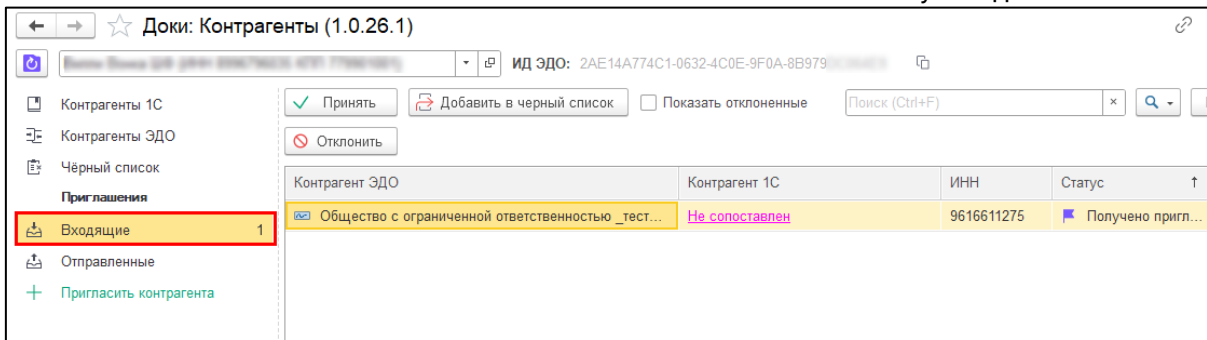 Доки: Контрагенты (1.0.26.1)
ИД ЭДО: 2AE14A774C1-0632-4C0E-9F0A-8B979
Контрагенты 1С
Контрагенты ЭДО
Чёрный список
Приглашения
Входящие 1
Отправленные
Пригласить контрагента
Принять Добавить в черный список Показать отклоненные Поиск (Ctrl+F)
Отклонить
Контрагент ЭДО Контрагент 1С ИНН Статус
Общество с ограниченной ответственностью _тест... Не сопоставлен 9616611275 Получено пригл...